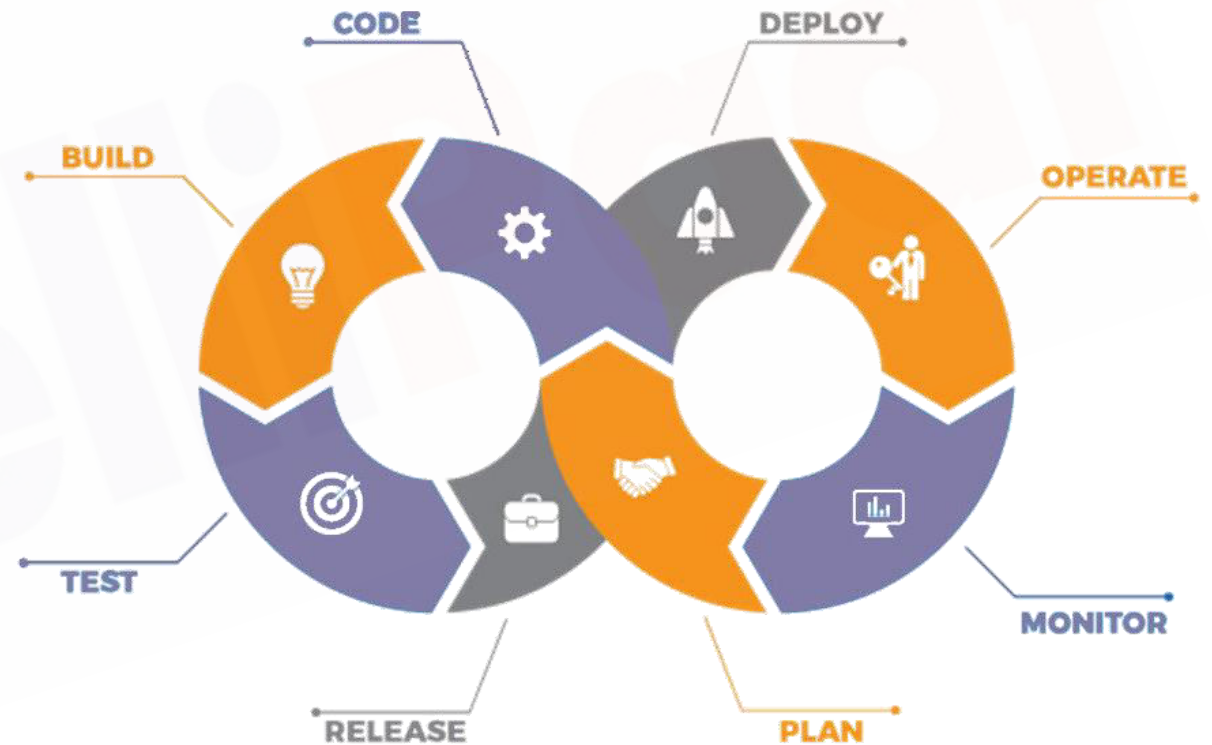 CODE
DEPLOY
BUILD
OPERATE
TEST
MONITOR
RELEASE
PLAN